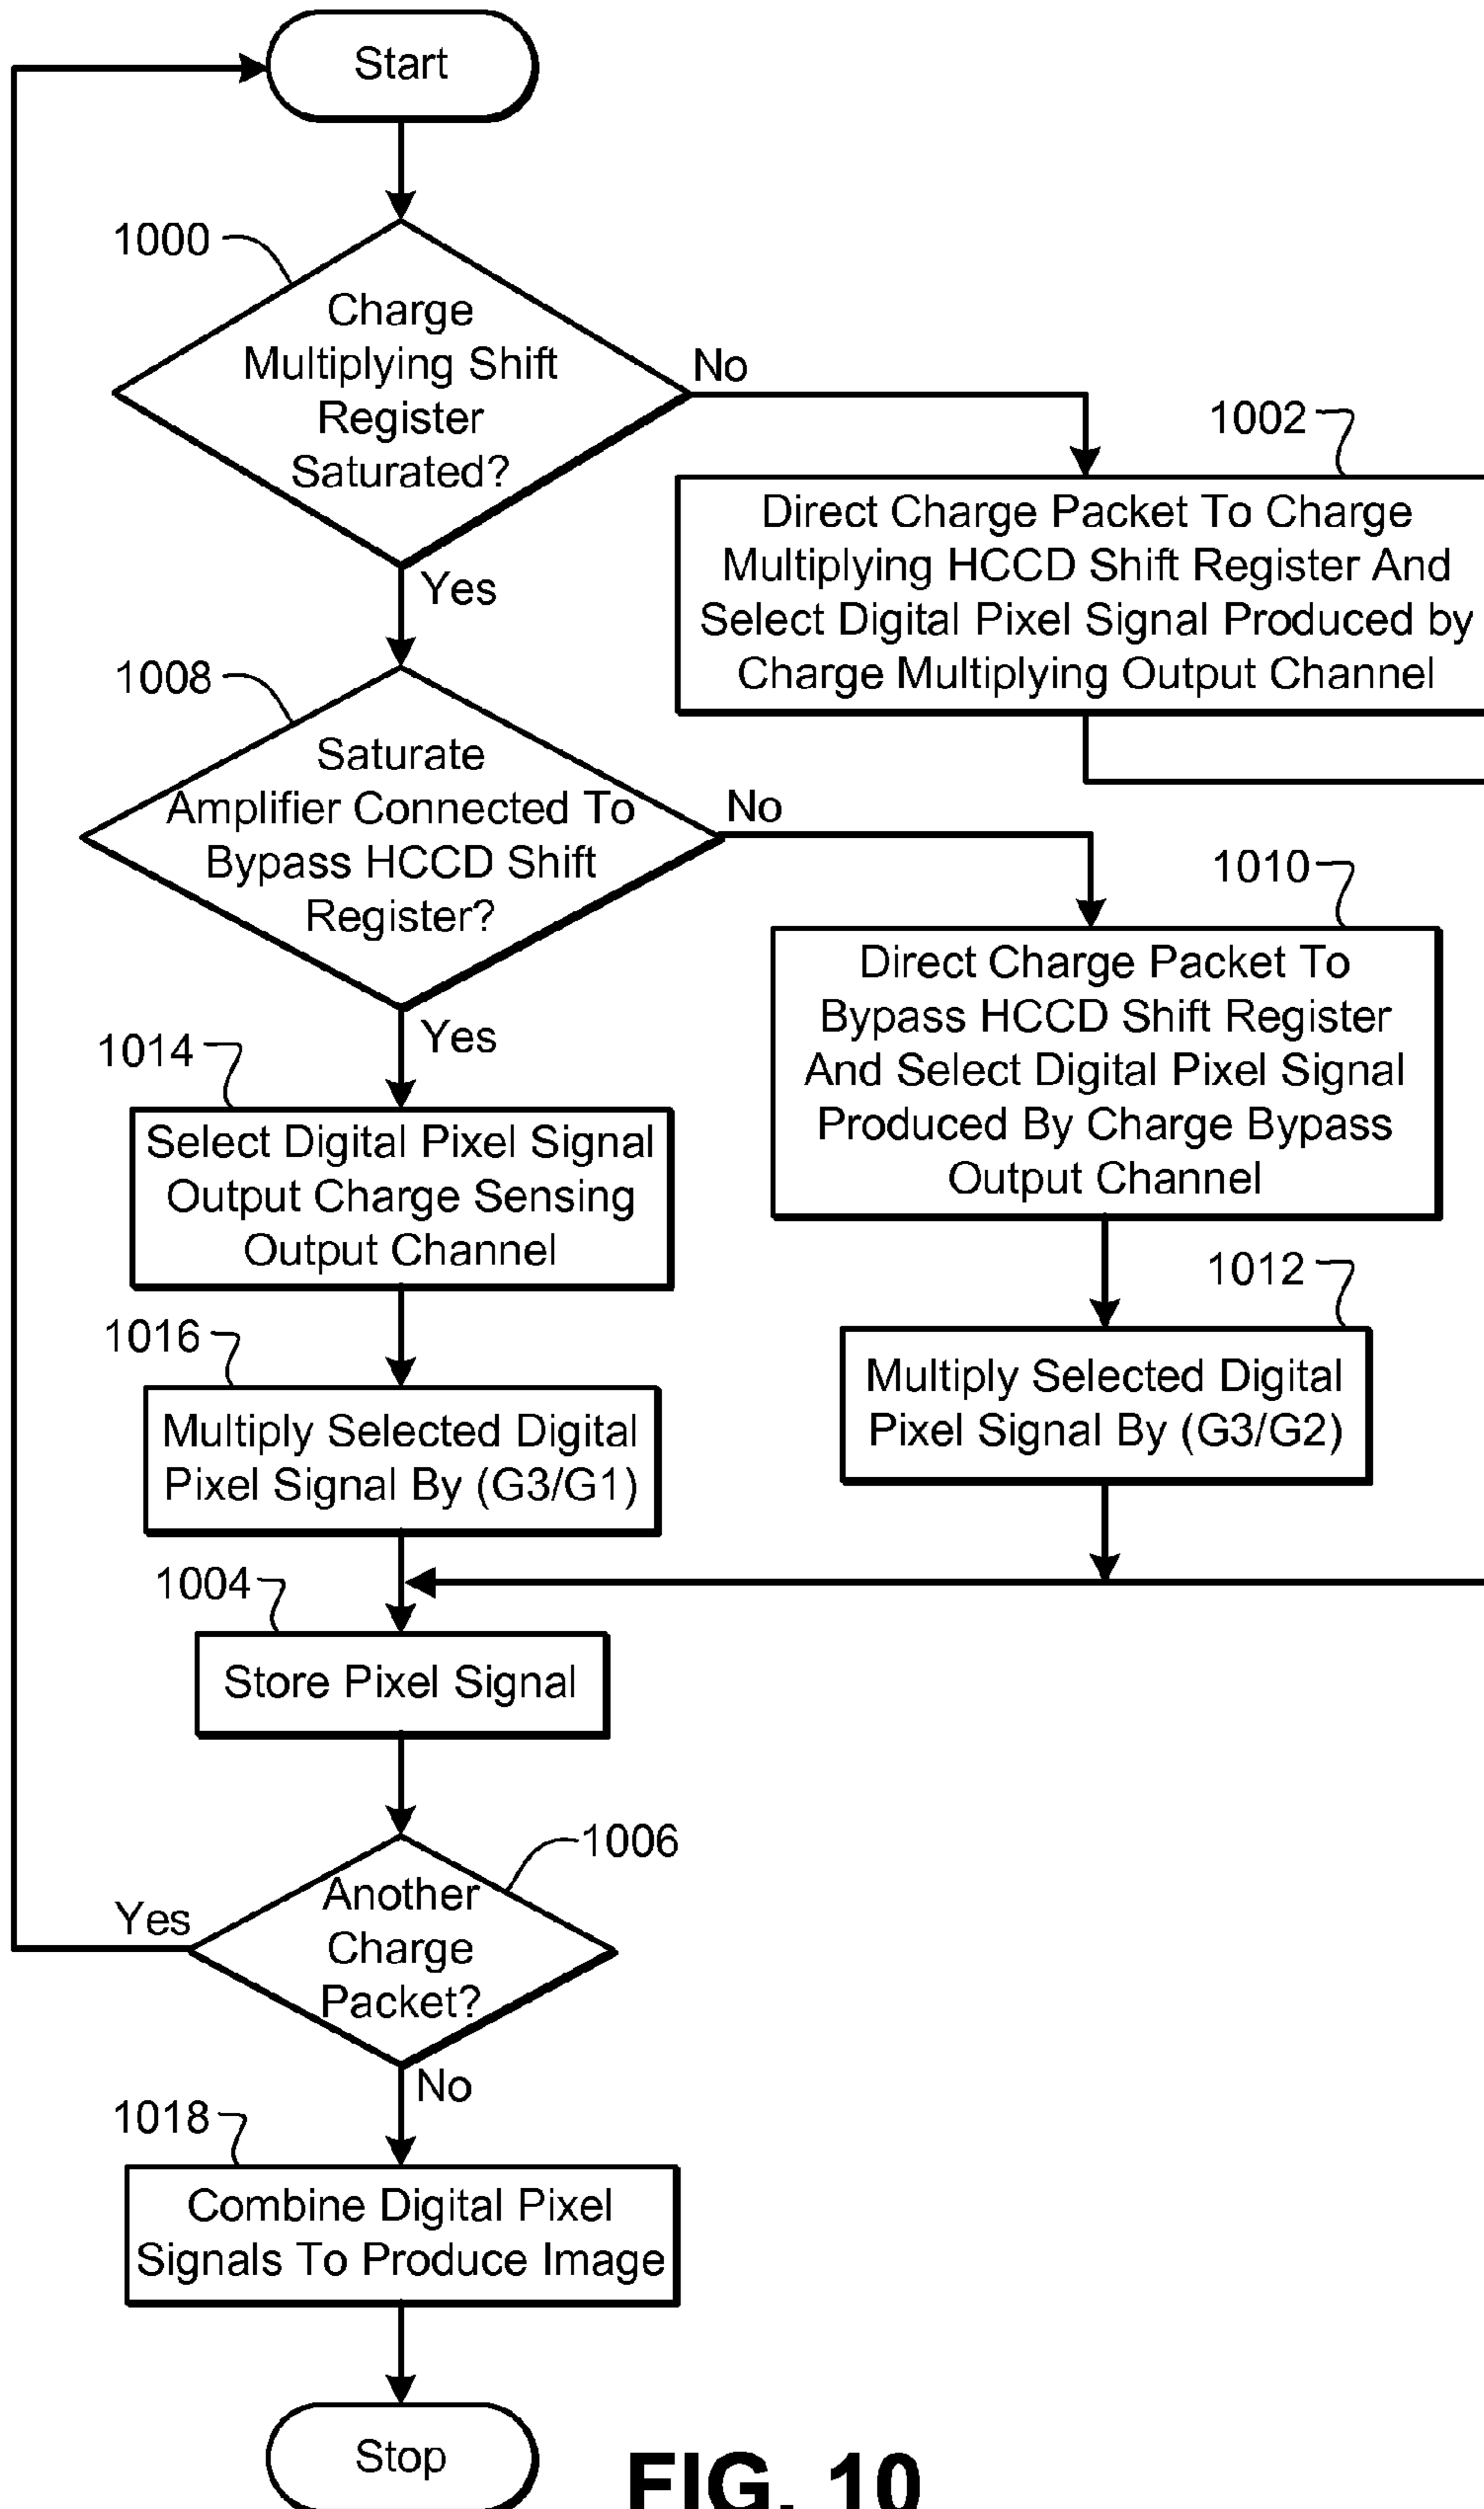 Start
1000
Charge
Multiplying Shift
Register
Saturated?
No
Yes
1002
Direct Charge Packet To Charge
Multiplying HCCD Shift Register And
Select Digital Pixel Signal Produced by
Charge Multiplying Output Channel
1008
Saturate
Amplifier Connected To
Bypass HCCD Shift
Register?
No
Yes
1010
Direct Charge Packet To
Bypass HCCD Shift Register
And Select Digital Pixel Signal
Produced By Charge Bypass
Output Channel
1014
Select Digital Pixel Signal
Output Charge Sensing
Output Channel
1012
Multiply Selected Digital
Pixel Signal By (G3/G2)
1016
Multiply Selected Digital
Pixel Signal By (G3/G1)
1004
Store Pixel Signal
1006
Another
Charge
Packet?
Yes
No
1018
Combine Digital Pixel
Signals To Produce Image
Stop
FIG. 10